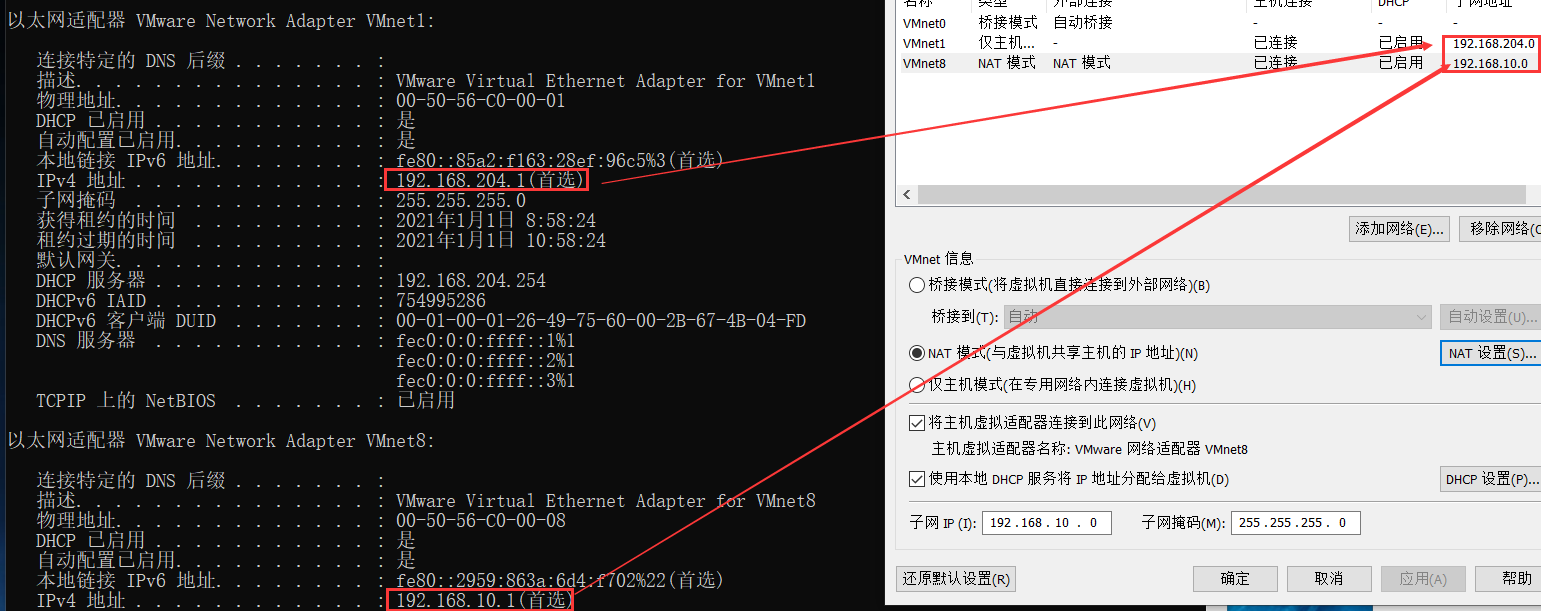 以太网适配器 VMware Network Adapter VMnet1:
连接特定的 DNS 后缀 . . . . . . . :
描述. . . . . . . . . . . . . . . : VMware Virtual Ethernet Adapter for VMnet1
物理地址. . . . . . . . . . . . . : 00-50-56-C0-00-01
DHCP 已启用 . . . . . . . . . . . : 是
自动配置已启用. . . . . . . . . . : 是
本地链接 IPv6 地址. . . . . . . . : fe80::85a2:f163:28ef:96c5%3(首选)
IPv4 地址 . . . . . . . . . . . . : 192.168.204.1(首选)
子网掩码 . . . . . . . . . . . . : 255.255.255.0
获得租约的时间 . . . . . . . . . : 2021年1月1日 8:58:24
租约过期的时间 . . . . . . . . . : 2021年1月1日 10:58:24
默认网关. . . . . . . . . . . . . :
DHCP 服务器 . . . . . . . . . . . : 192.168.204.254
DHCPv6 IAID . . . . . . . . . . . : 754995286
DHCPv6 客户端 DUID . . . . . . . : 00-01-00-01-26-49-75-60-00-2B-67-4B-04-FD
DNS 服务器 . . . . . . . . . . . : fec0:0:0:ffff::1%1
fec0:0:0:ffff::2%1
fec0:0:0:ffff::3%1
TCPIP 上的 NetBIOS . . . . . . . : 已启用
以太网适配器 VMware Network Adapter VMnet8:
连接特定的 DNS 后缀 . . . . . . . :
描述. . . . . . . . . . . . . . . : VMware Virtual Ethernet Adapter for VMnet8
物理地址. . . . . . . . . . . . . : 00-50-56-C0-00-08
DHCP 已启用 . . . . . . . . . . . : 是
自动配置已启用. . . . . . . . . . : 是
本地链接 IPv6 地址. . . . . . . . : fe80::2959:863a:6d4:f702%22(首选)
IPv4 地址 . . . . . . . . . . . . : 192.168.10.1(首选)
名称 类型 外部连接 主机连接 DHCP 子网地址
VMnet0 桥接模式 自动桥接 - - -
VMnet1 仅主机... - 已连接 已启用 192.168.204.0
VMnet8 NAT 模式 NAT 模式 已连接 已启用 192.168.10.0
添加网络(E)... 移除网络(O
VMnet 信息
桥接模式(将虚拟机直接连接到外部网络)(B)
桥接到(T): 自动 自动设置(U)...
NAT 模式(与虚拟机共享主机的 IP 地址)(N) NAT 设置(S)...
仅主机模式(在专用网络内连接虚拟机)(H)
将主机虚拟适配器连接到此网络(V)
主机虚拟适配器名称: VMware 网络适配器 VMnet8
使用本地 DHCP 服务将 IP 地址分配给虚拟机(D) DHCP 设置(P)...
子网 IP (I): 192.168.10 . 0 子网掩码(M): 255.255.255. 0
还原默认设置(R) 确定 取消 应用(A) 帮助